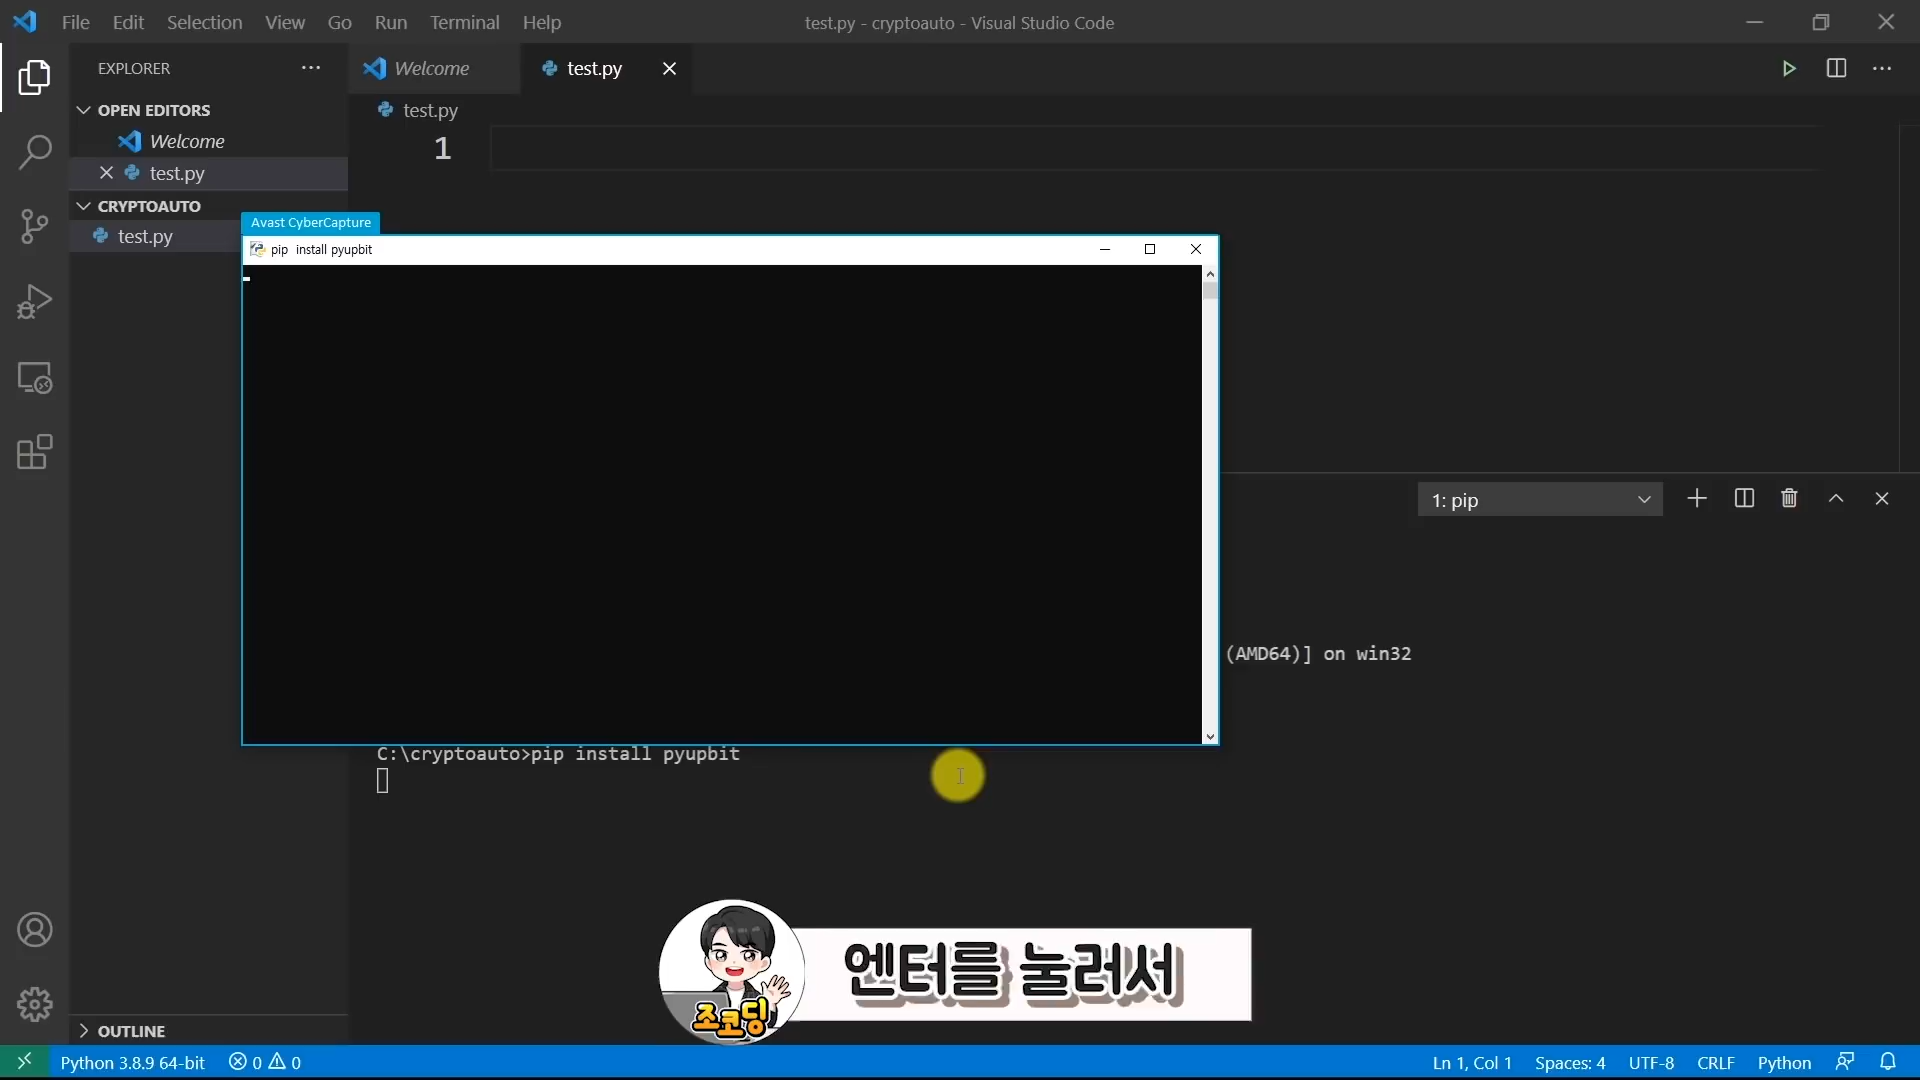 File Edit Selection View Go Run Terminal Help
test.py - cryptoauto - Visual Studio Code
EXPLORER
Welcome
test.py
OPEN EDITORS
Welcome
test.py
CRYPTOAUTO
test.py
test.py
1
Avast CyberCapture
pip install pyupbit
1: pip
(AMD64)] on win32
C:\cryptoauto>pip install pyupbit
엔터를 눌러서
조코딩
OUTLINE
Python 3.8.9 64-bit
0
0
Ln 1, Col 1
Spaces: 4
UTF-8
CRLF
Python